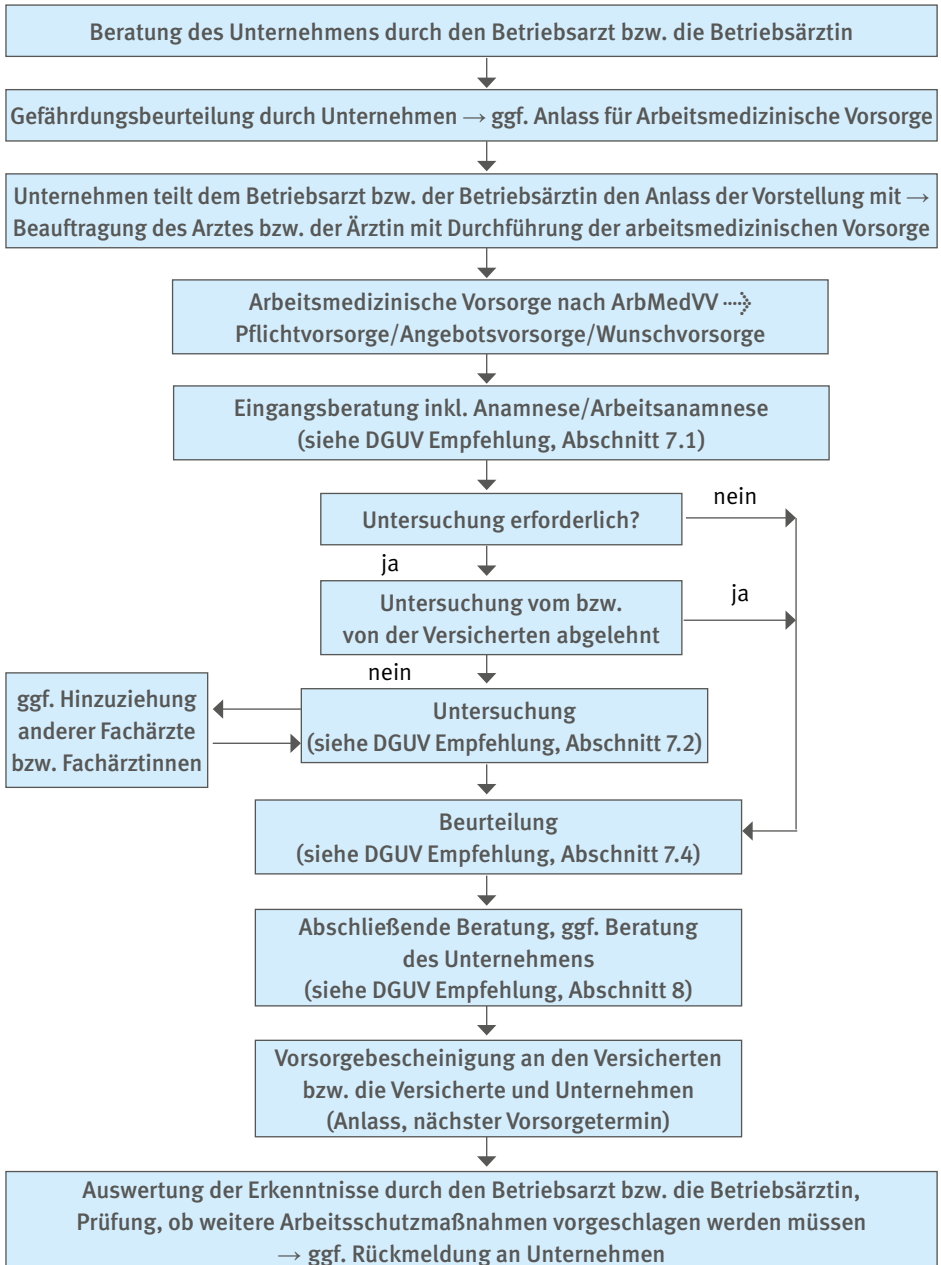 Beratung des Unternehmens durch den Betriebsarzt bzw. die Betriebsärztin
Gefährdungsbeurteilung durch Unternehmen → ggf. Anlass für Arbeitsmedizinische Vorsorge
Unternehmen teilt dem Betriebsarzt bzw. der Betriebsärztin den Anlass der Vorstellung mit →
Beauftragung des Arztes bzw. der Ärztin mit Durchführung der arbeitsmedizinischen Vorsorge
Arbeitsmedizinische Vorsorge nach ArbMedVV ⤑
Pflichtvorsorge/Angebotsvorsorge/Wunschvorsorge
Eingangsberatung inkl. Anamnese/Arbeitsanamnese
(siehe DGUV Empfehlung, Abschnitt 7.1)
nein
Untersuchung erforderlich?
ja
Untersuchung vom bzw.
von der Versicherten abgelehnt
ja
nein
ggf. Hinzuziehung
anderer Fachärzte
bzw. Fachärztinnen
Untersuchung
(siehe DGUV Empfehlung, Abschnitt 7.2)
Beurteilung
(siehe DGUV Empfehlung, Abschnitt 7.4)
Abschließende Beratung, ggf. Beratung
des Unternehmens
(siehe DGUV Empfehlung, Abschnitt 8)
Vorsorgebescheinigung an den Versicherten
bzw. die Versicherte und Unternehmen
(Anlass, nächster Vorsorgetermin)
Auswertung der Erkenntnisse durch den Betriebsarzt bzw. die Betriebsärztin,
Prüfung, ob weitere Arbeitsschutzmaßnahmen vorgeschlagen werden müssen
→ ggf. Rückmeldung an Unternehmen